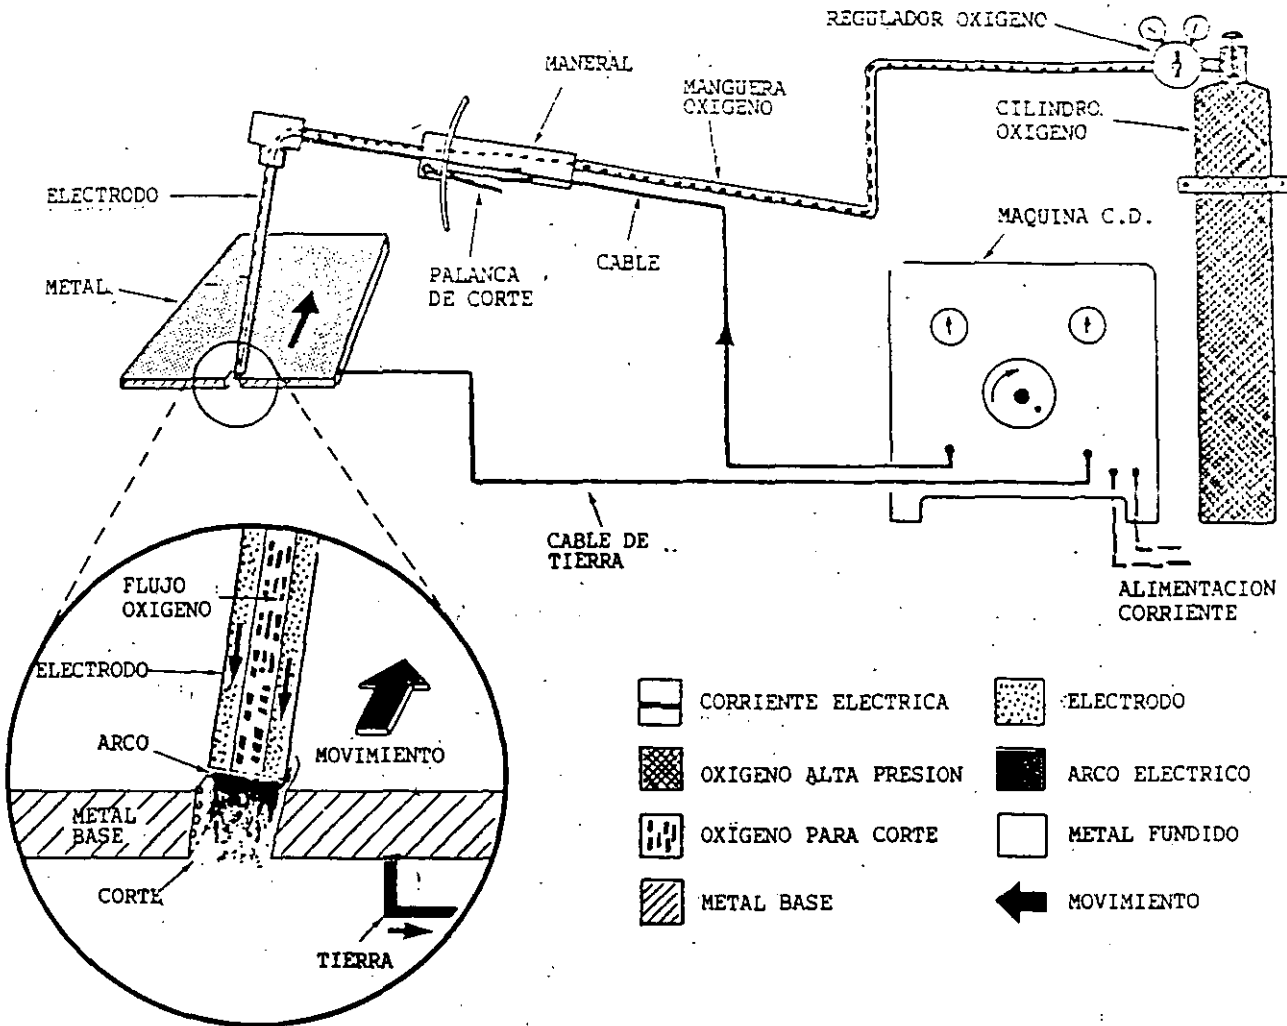 REGULADOR OXIGENO
MANERAL
MANGUERA
OXIGENO
CILINDRO
OXIGENO
ELECTRODO
MAQUINA C.D.
METAL
PALANCA
DE CORTE
CABLE
CABLE DE
TIERRA
ALIMENTACION
CORRIENTE
FLUJO
OXIGENO
ELECTRODO
ARCO
MOVIMIENTO
METAL
BASE
CORTE
TIERRA
CORRIENTE ELECTRICA
OXIGENO ALTA PRESION
OXIGENO PARA CORTE
METAL BASE
ELECTRODO
ARCO ELECTRICO
METAL FUNDIDO
MOVIMIENTO